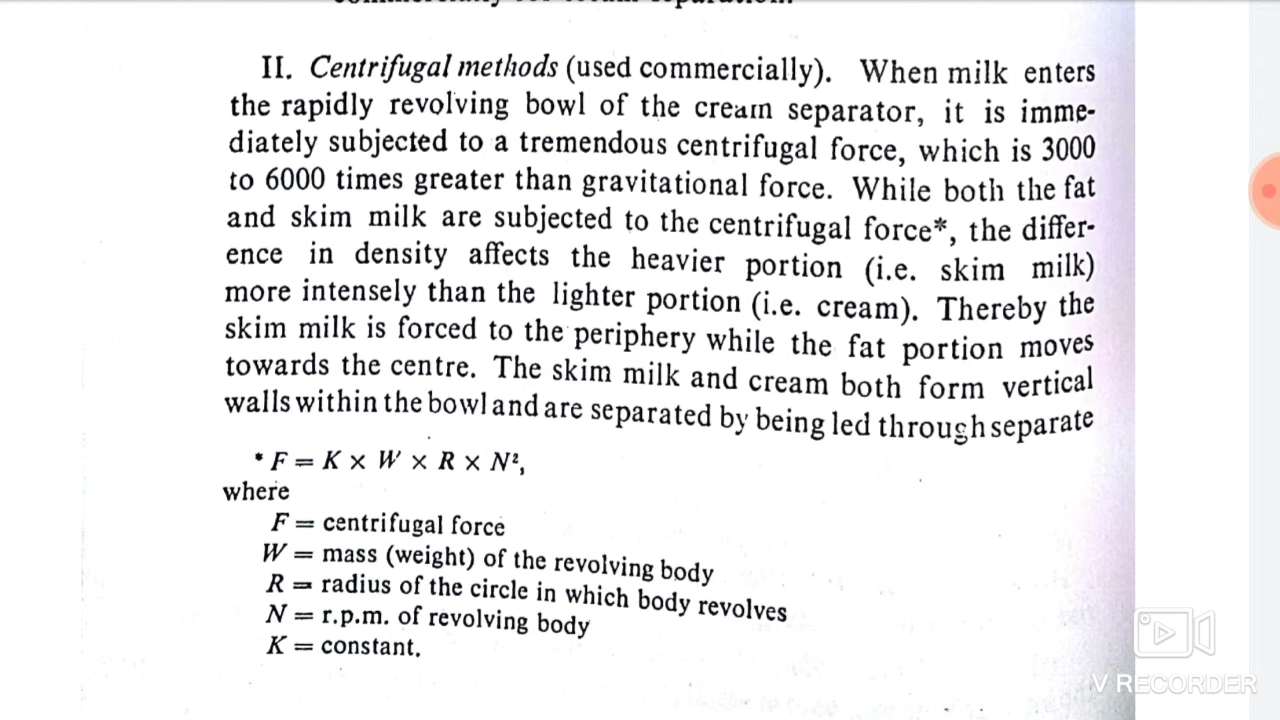 II. Centrifugal methods (used commercially). When milk enters
the rapidly revolving bowl of the cream separator, it is imme-
diately subjected to a tremendous centrifugal force, which is 3000
to 6000 times greater than gravitational force. While both the fat
and skim milk are subjected to the centrifugal force*, the differ-
ence in density affects the heavier portion (i.e. skim milk)
more intensely than the lighter portion (i.e. cream). Thereby the
skim milk is forced to the periphery while the fat portion moves
towards the centre. The skim milk and cream both form vertical
walls within the bowl and are separated by being led through separate
*F = K × W × R × N²,
where
F = centrifugal force
W = mass (weight) of the revolving body
R = radius of the circle in which body revolves
N = r.p.m. of revolving body
K = constant.
V RECORDER